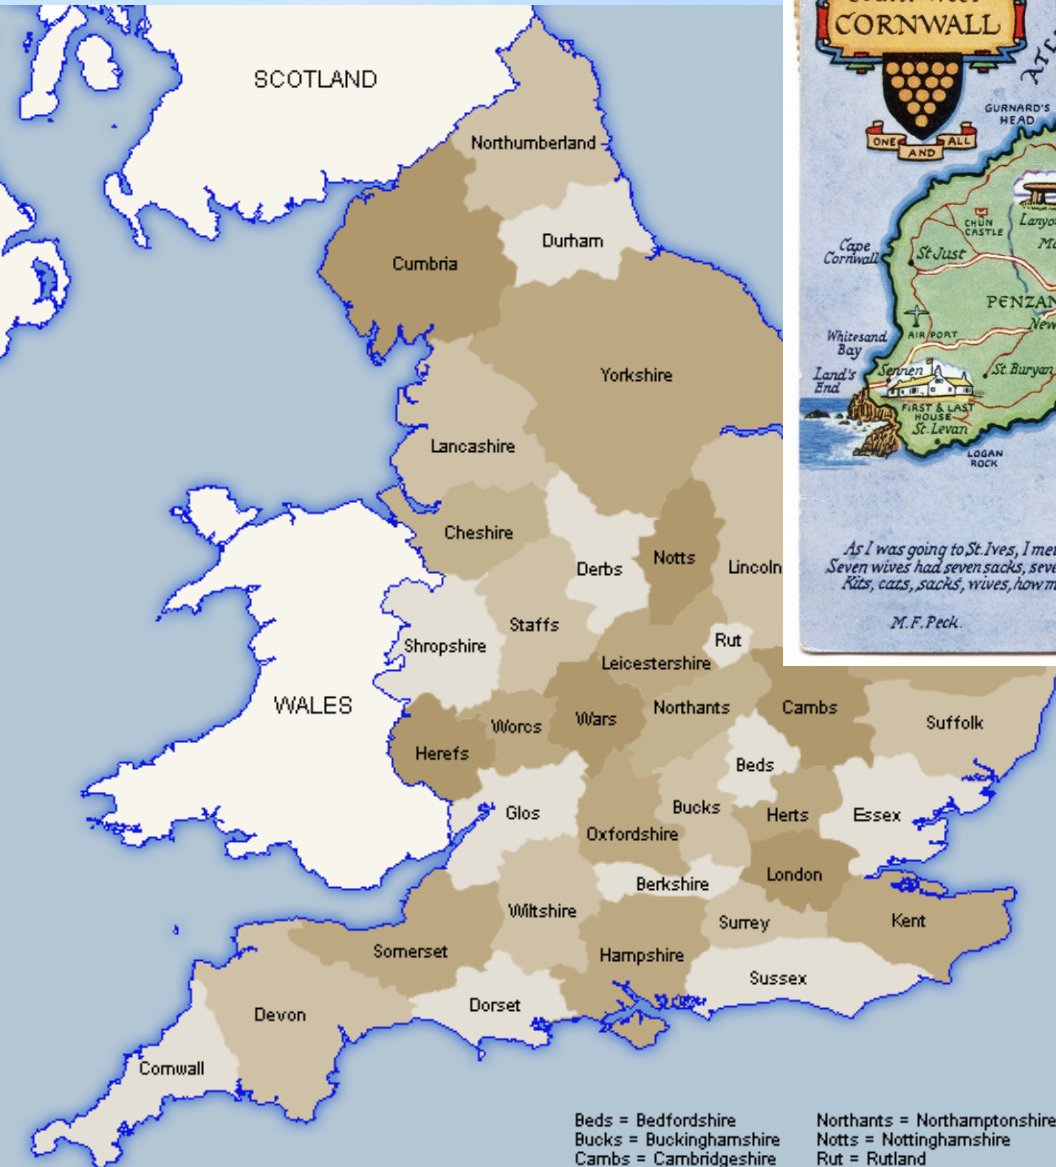 SCOTLAND
Northumberland
Durham
Cumbria
Yorkshire
Lancashire
Cheshire
Derbs
Notts
Lincoln
Staffs
Shropshire
Rut
Leicestershire
WALES
Herefs
Worcs
Wars
Northants
Cambs
Suffolk
Beds
Glos
Bucks
Herts
Essex
Oxfordshire
London
Berkshire
Wiltshire
Surrey
Kent
Somerset
Hampshire
Sussex
Devon
Dorset
Cornwall
Beds = Bedfordshire
Bucks = Buckinghamshire
Cambs = Cambridgeshire
Northants = Northamptonshire
Notts = Nottinghamshire
Rut = Rutland
CORNWALL
ONE AND ALL
GURNARD'S
HEAD
CHÛN
CASTLE
Cape
Cornwall
St Just
PENZAN
New
AIR PORT
Whitesand
Bay
Land's
End
Sennen
St. Buryan
FIRST & LAST
HOUSE
St. Levan
LOGAN
ROCK
As I was going to St. Ives, I met
Seven wives had seven sacks, seve
Kits, cats, sacks, wives, how m
M.F. Peck.